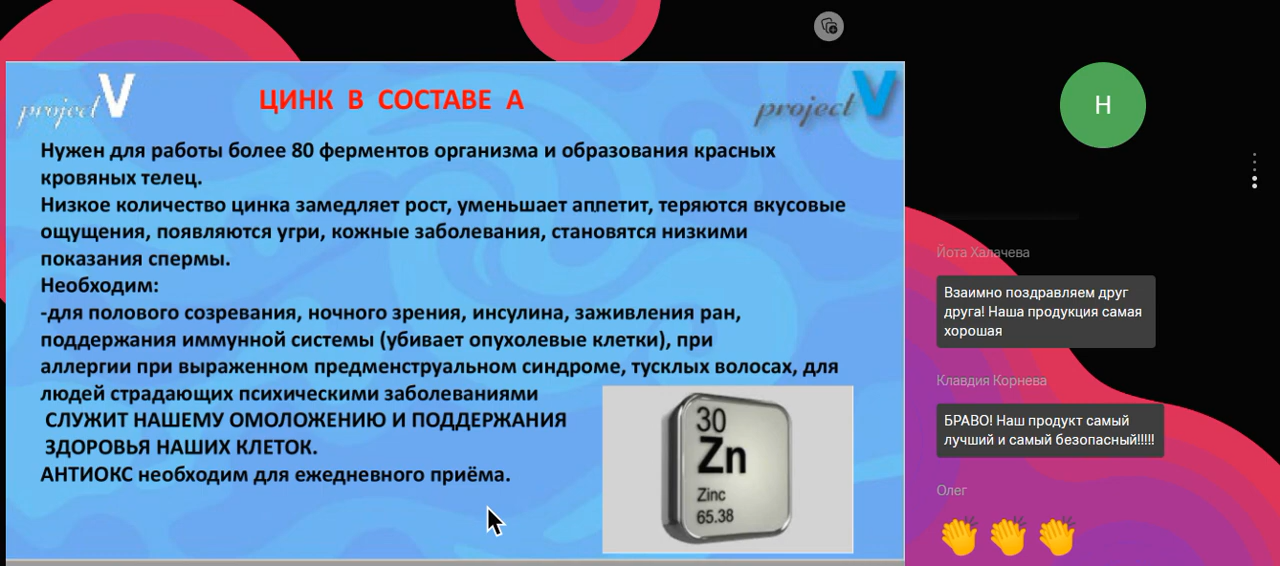 project V
ЦИНК В СОСТАВЕ А
project V
Нужен для работы более 80 ферментов организма и образования красных
кровяных телец.
Низкое количество цинка замедляет рост, уменьшает аппетит, теряются вкусовые
ощущения, появляются угри, кожные заболевания, становятся низкими
показания спермы.
Необходим:
-для полового созревания, ночного зрения, инсулина, заживления ран,
поддержания иммунной системы (убивает опухолевые клетки), при
аллергии при выраженном предменструальном синдроме, тусклых волосах, для
людей страдающих психическими заболеваниями
СЛУЖИТ НАШЕМУ ОМОЛОЖЕНИЮ И ПОДДЕРЖАНИЯ
ЗДОРОВЬЯ НАШИХ КЛЕТОК.
АНТИОКС необходим для ежедневного приёма.
30
Zn
Zinc
65.38
Н
Йота Халачева
Взаимно поздравляем друг
друга! Наша продукция самая
хорошая
Клавдия Корнева
БРАВО! Наш продукт самый
лучший и самый безопасный!!!!!
Олег
👏 👏 👏